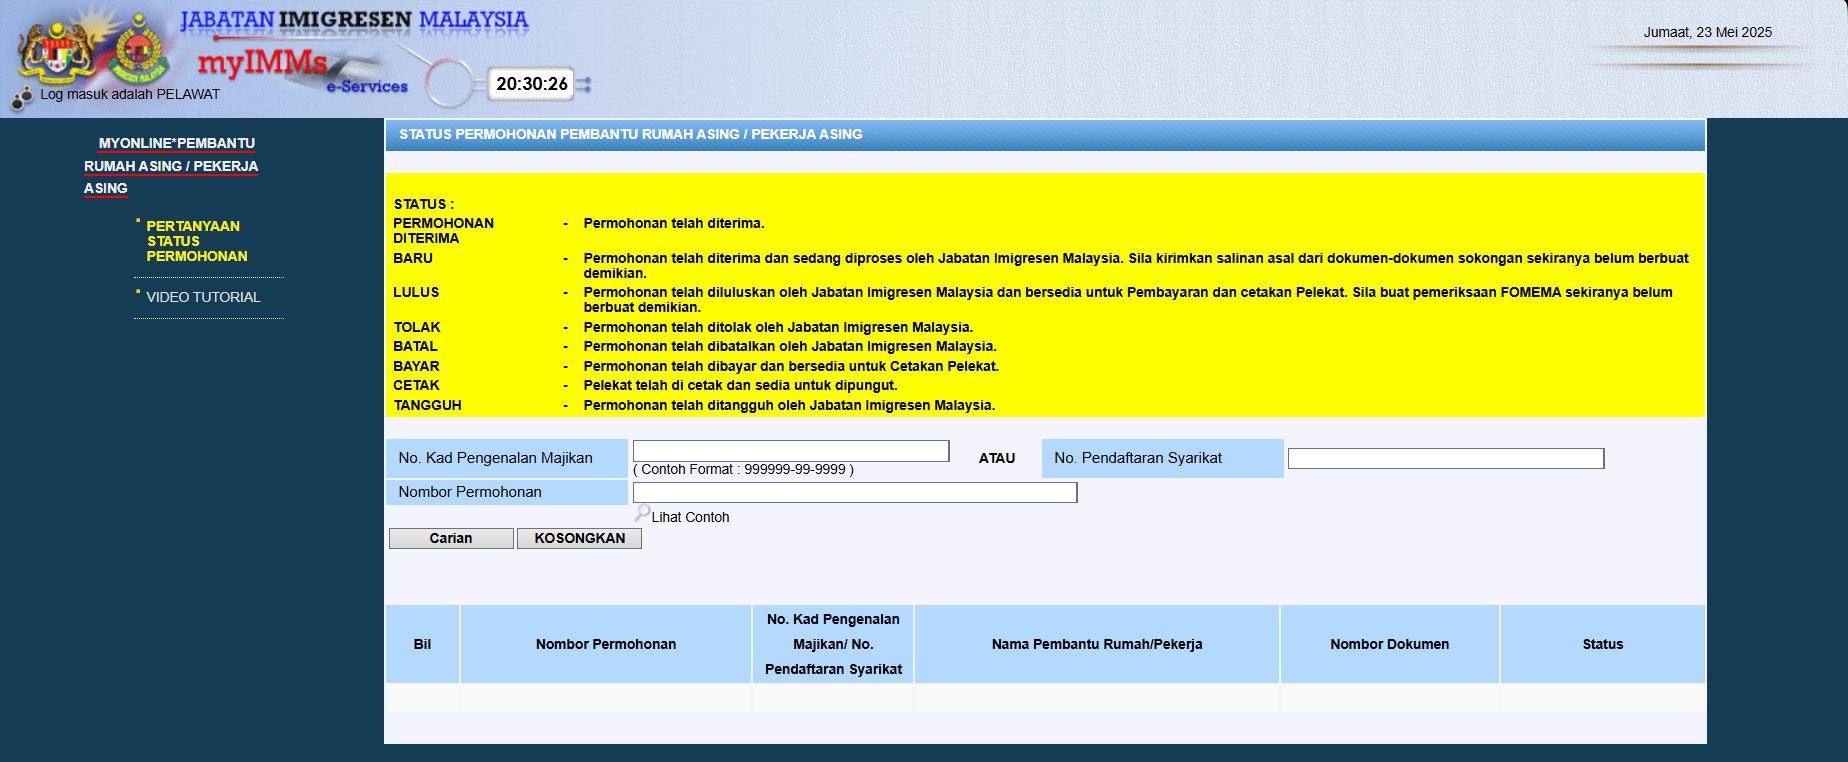 JABATAN IMIGRESEN MALAYSIA
myIMMs
e-Services
20:30:26
Jumaat, 23 Mei 2025
Log masuk adalah PELAWAT
MYONLINE*PEMBANTU
RUMAH ASING / PEKERJA
ASING
PERTANYAAN
STATUS
PERMOHONAN
VIDEO TUTORIAL
STATUS PERMOHONAN PEMBANTU RUMAH ASING / PEKERJA ASING
STATUS :
PERMOHONAN - Permohonan telah diterima.
DITERIMA
BARU - Permohonan telah diterima dan sedang diproses oleh Jabatan Imigresen Malaysia. Sila kirimkan salinan asal dari dokumen-dokumen sokongan sekiranya belum berbuat
demikian.
LULUS - Permohonan telah diluluskan oleh Jabatan Imigresen Malaysia dan bersedia untuk Pembayaran dan cetakan Pelekat. Sila buat pemeriksaan FOMEMA sekiranya belum
berbuat demikian.
TOLAK - Permohonan telah ditolak oleh Jabatan Imigresen Malaysia.
BATAL - Permohonan telah dibatalkan oleh Jabatan Imigresen Malaysia.
BAYAR - Permohonan telah dibayar dan bersedia untuk Cetakan Pelekat.
CETAK - Pelekat telah di cetak dan sedia untuk dipungut.
TANGGUH - Permohonan telah ditangguh oleh Jabatan Imigresen Malaysia.
No. Kad Pengenalan Majikan ATAU No. Pendaftaran Syarikat
( Contoh Format : 999999-99-9999 )
Nombor Permohonan
Lihat Contoh
Carian KOSONGKAN
Bil
Nombor Permohonan
No. Kad Pengenalan
Majikan/ No.
Pendaftaran Syarikat
Nama Pembantu Rumah/Pekerja
Nombor Dokumen
Status